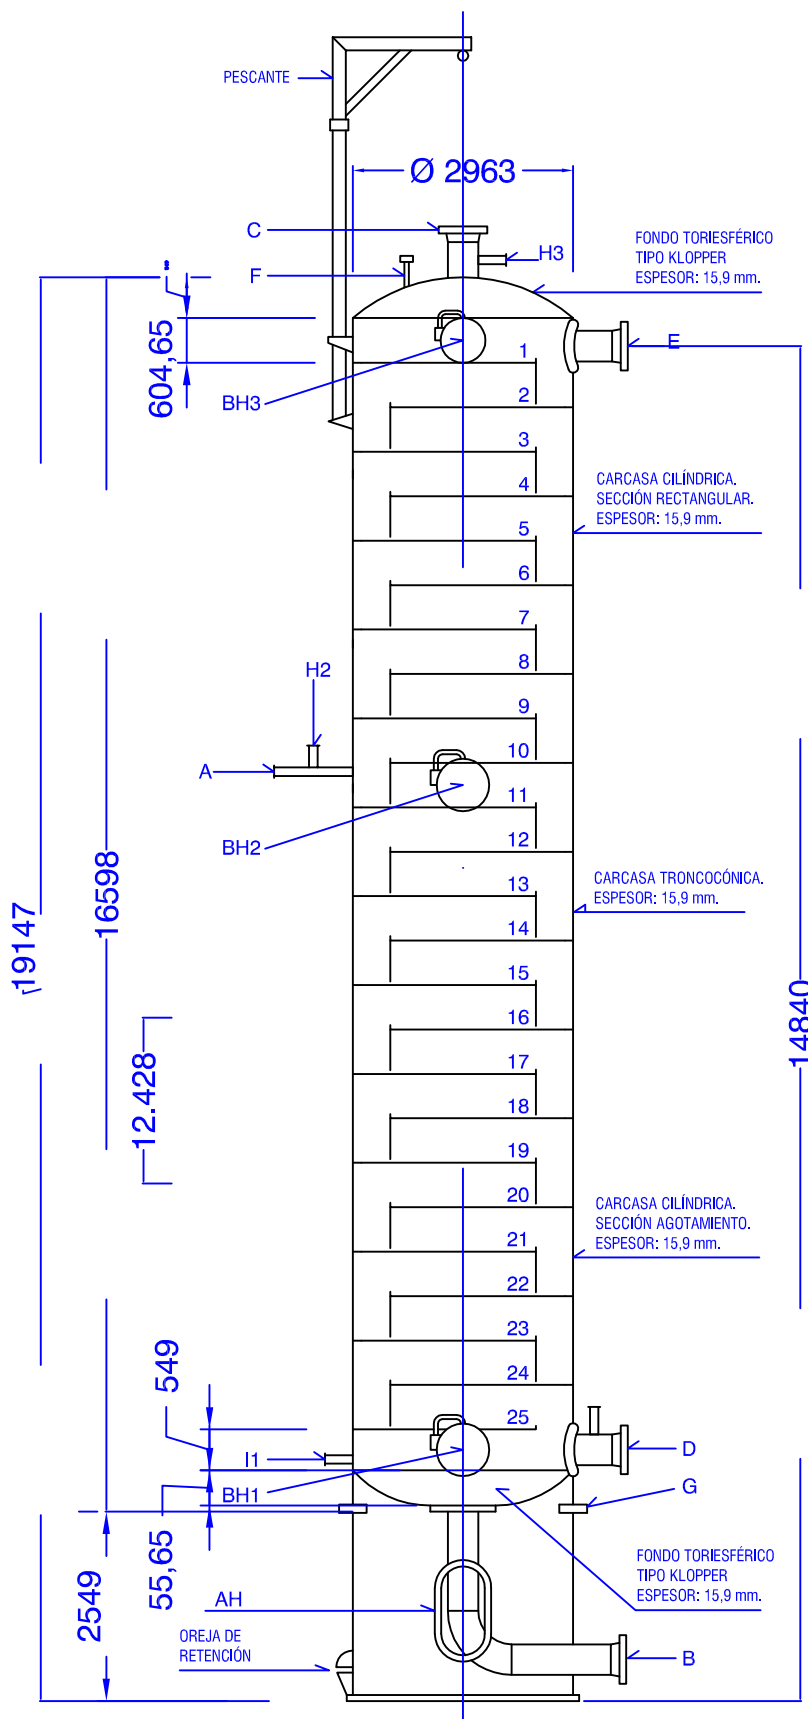 PESCANTE
Ø 2963
C
H3
F
FONDO TORIESFÉRICO
TIPO KLOPPER
ESPESOR: 15,9 mm.
604,65
E
BH3
1
2
3
4
CARCASA CILÍNDRICA.
SECCIÓN RECTANGULAR.
ESPESOR: 15,9 mm.
5
6
7
8
H2
9
10
A
11
BH2
12
13
CARCASA TRONCOCÓNICA.
ESPESOR: 15,9 mm.
16598
19147
14
15
14840
16
12.428
17
18
19
20
CARCASA CILÍNDRICA.
SECCIÓN AGOTAMIENTO.
ESPESOR: 15,9 mm.
21
22
23
549
24
25
I1
D
BH1
G
55,65
2549
FONDO TORIESFÉRICO
TIPO KLOPPER
ESPESOR: 15,9 mm.
AH
OREJA DE
RETENCIÓN
B